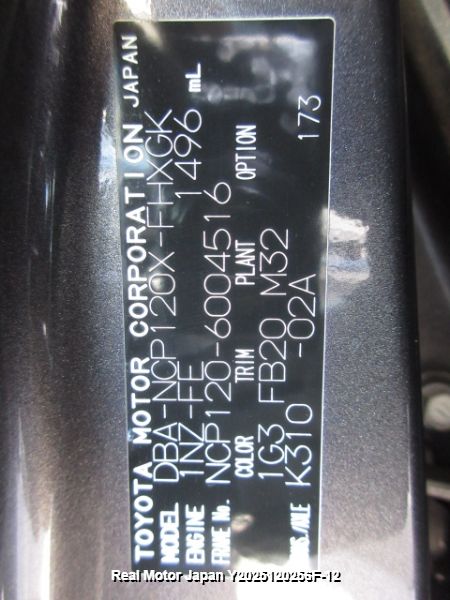 TOYOTA MOTOR CORPORATION JAPAN
MODEL DBA-NCP120X-FHXGK
ENGINE 1NZ-FE 1496 mL
FRAME No. NCP120-6004516
COLOR TRIM PLANT OPTION
1G3 FB20 M32 173
K310 -02A
Real Motor Japan Y2025120256F-12